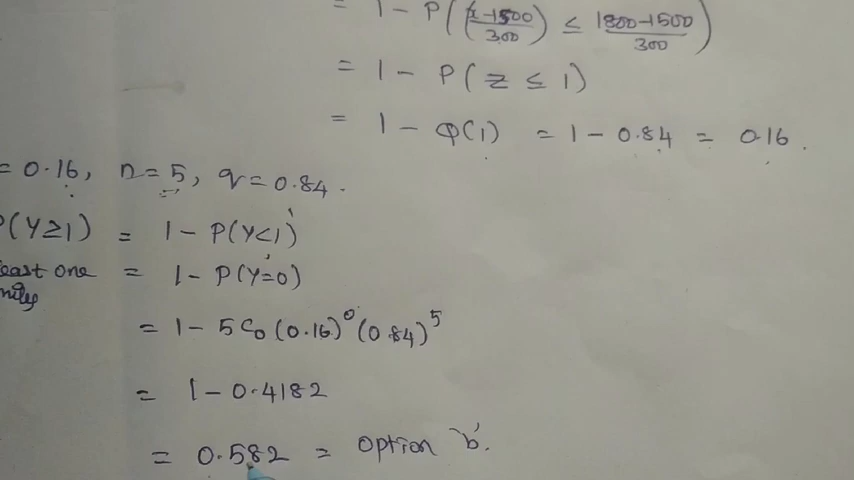 = 1 - P((x-1500)/300) ≤ 1800-1500/300)
= 1 - P(z ≤ 1)
= 1 - φ(1) = 1 - 0.84 = 0.16.
= 0.16, n=5, q=0.84.
P(Y≥1) = 1 - P(Y<1)
east one = 1 - P(Y=0)
mily
= 1 - 5C0 (0.16)^0 (0.84)^5
= 1 - 0.4182
= 0.582 = option 'b'.